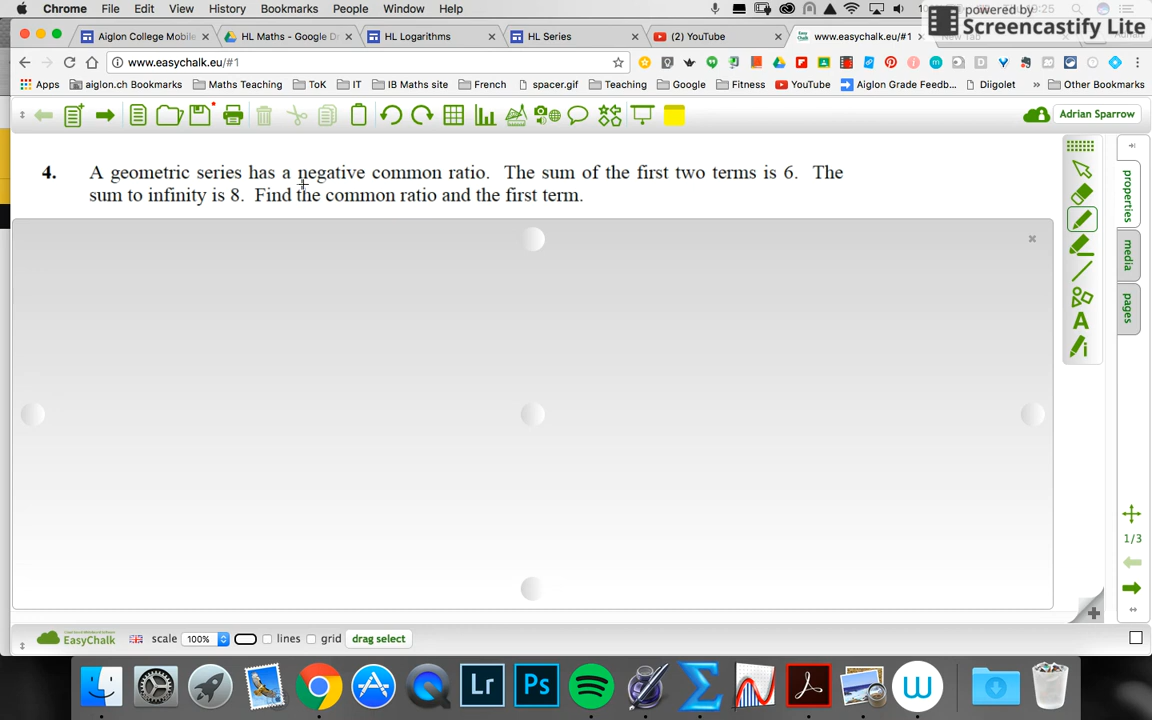 Chrome File Edit View History Bookmarks People Window Help
powered by
Screencastify Lite
Aiglon College Mobile × HL Maths - Google Dr × HL Logarithms × HL Series × (2) YouTube × www.easychalk.eu/#1 ×
www.easychalk.eu/#1
Apps aiglon.ch Bookmarks Maths Teaching ToK IT IB Maths site French spacer.gif Teaching Google Fitness YouTube Aiglon Grade Feedb... Diigolet » Other Bookmarks
Adrian Sparrow
4. A geometric series has a negative common ratio. The sum of the first two terms is 6. The
sum to infinity is 8. Find the common ratio and the first term.
properties
media
pages
A
1/3
EasyChalk scale 100% lines grid drag select
Lr Ps